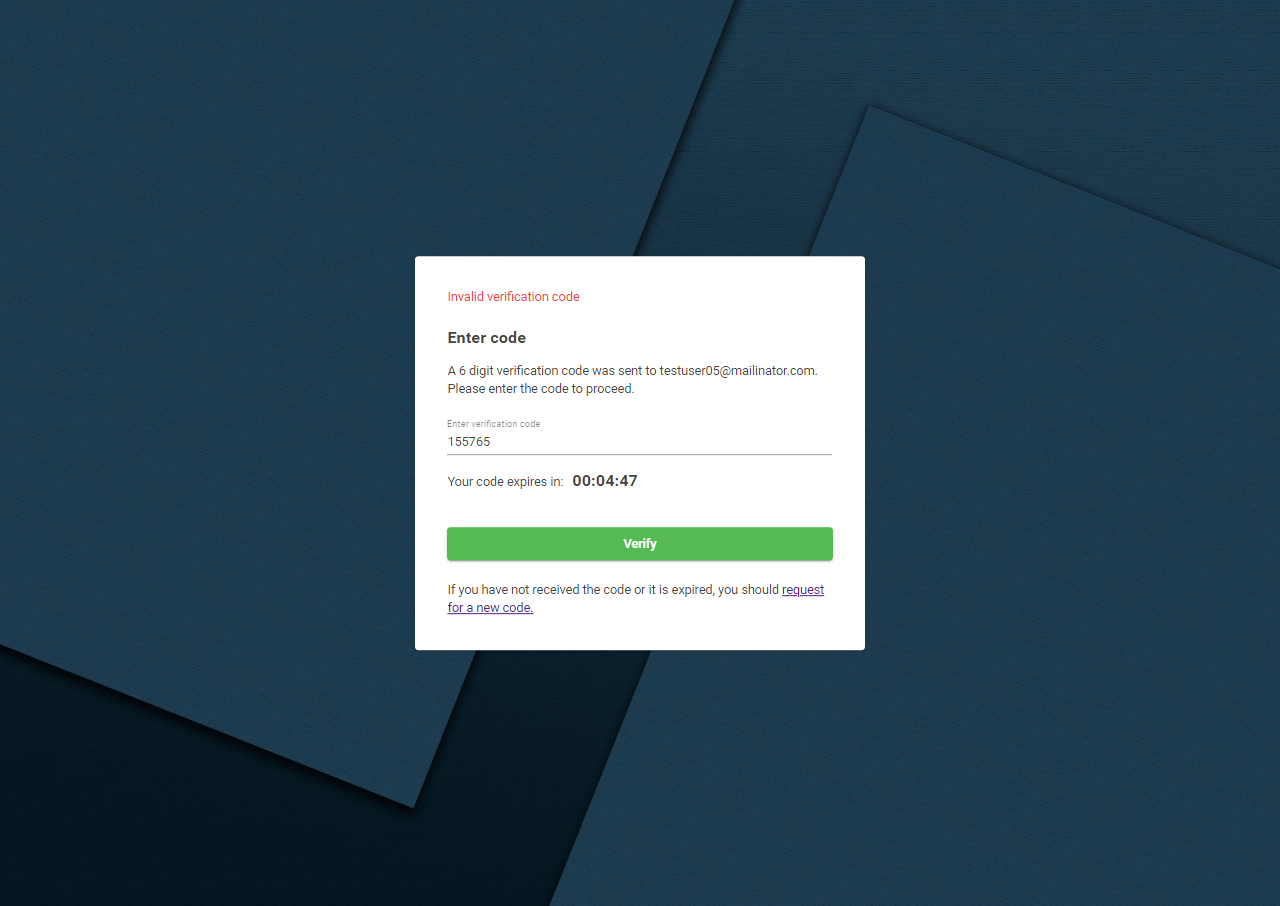 Invalid verification code
Enter code
A 6 digit verification code was sent to testuser05@mailinator.com.
Please enter the code to proceed.
Enter verification code
155765
Your code expires in: 00:04:47
Verify
If you have not received the code or it is expired, you should request
for a new code.